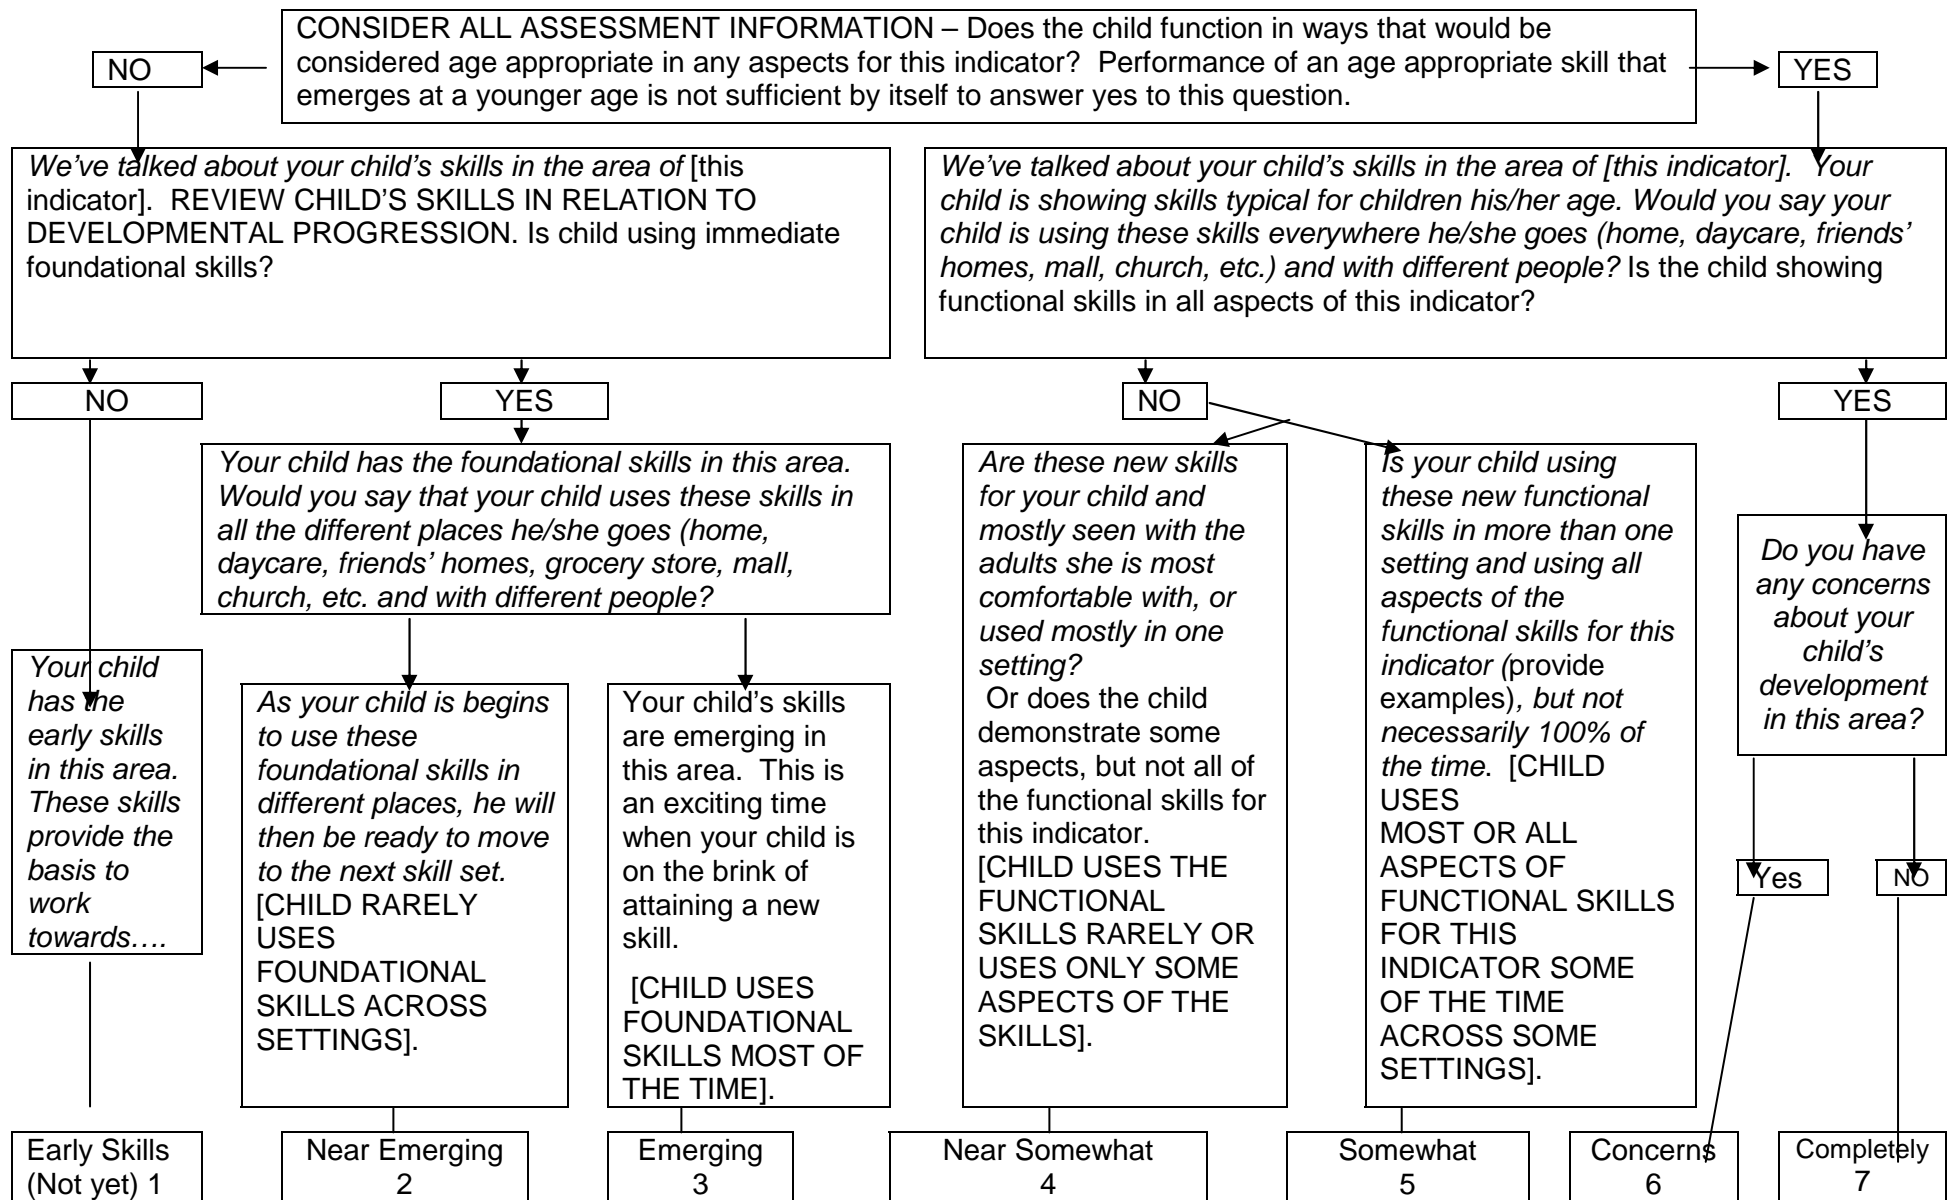 CONSIDER ALL ASSESSMENT INFORMATION – Does the child function in ways that would be
considered age appropriate in any aspects for this indicator?  Performance of an age appropriate skill that
emerges at a younger age is not sufficient by itself to answer yes to this question.
NO
YES
We've talked about your child's skills in the area of [this
indicator].  REVIEW CHILD'S SKILLS IN RELATION TO
DEVELOPMENTAL PROGRESSION. Is child using immediate
foundational skills?
We've talked about your child's skills in the area of [this indicator].  Your
child is showing skills typical for children his/her age. Would you say your
child is using these skills everywhere he/she goes (home, daycare, friends'
homes, mall, church, etc.) and with different people? Is the child showing
functional skills in all aspects of this indicator?
NO
YES
NO
YES
Your child has the foundational skills in this area.
Would you say that your child uses these skills in
all the different places he/she goes (home,
daycare, friends' homes, grocery store, mall,
church, etc. and with different people?
Are these new skills
for your child and
mostly seen with the
adults she is most
comfortable with, or
used mostly in one
setting?
Or does the child
demonstrate some
aspects, but not all of
the functional skills for
this indicator.
[CHILD USES THE
FUNCTIONAL
SKILLS RARELY OR
USES ONLY SOME
ASPECTS OF THE
SKILLS].
Is your child using
these new functional
skills in more than one
setting and using all
aspects of the
functional skills for this
indicator (provide
examples), but not
necessarily 100% of
the time.  [CHILD
USES
MOST OR ALL
ASPECTS OF
FUNCTIONAL SKILLS
FOR THIS
INDICATOR SOME
OF THE TIME
ACROSS SOME
SETTINGS].
Do you have
any concerns
about your
child's
development
in this area?
Your child
has the
early skills
in this area.
These skills
provide the
basis to
work
towards….
As your child is begins
to use these
foundational skills in
different places, he will
then be ready to move
to the next skill set.
[CHILD RARELY
USES
FOUNDATIONAL
SKILLS ACROSS
SETTINGS].
Your child's skills
are emerging in
this area.  This is
an exciting time
when your child is
on the brink of
attaining a new
skill.
[CHILD USES
FOUNDATIONAL
SKILLS MOST OF
THE TIME].
Yes
NO
Early Skills
(Not yet) 1
Near Emerging
2
Emerging
3
Near Somewhat
4
Somewhat
5
Concerns
6
Completely
7